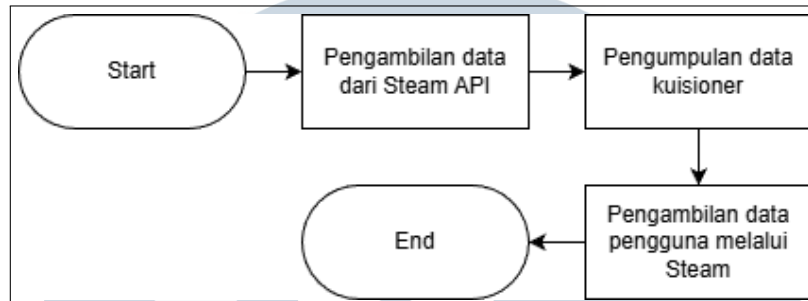 Start
Pengambilan data
dari Steam API
Pengumpulan data
kuisioner
Pengambilan data
pengguna melalui
Steam
End